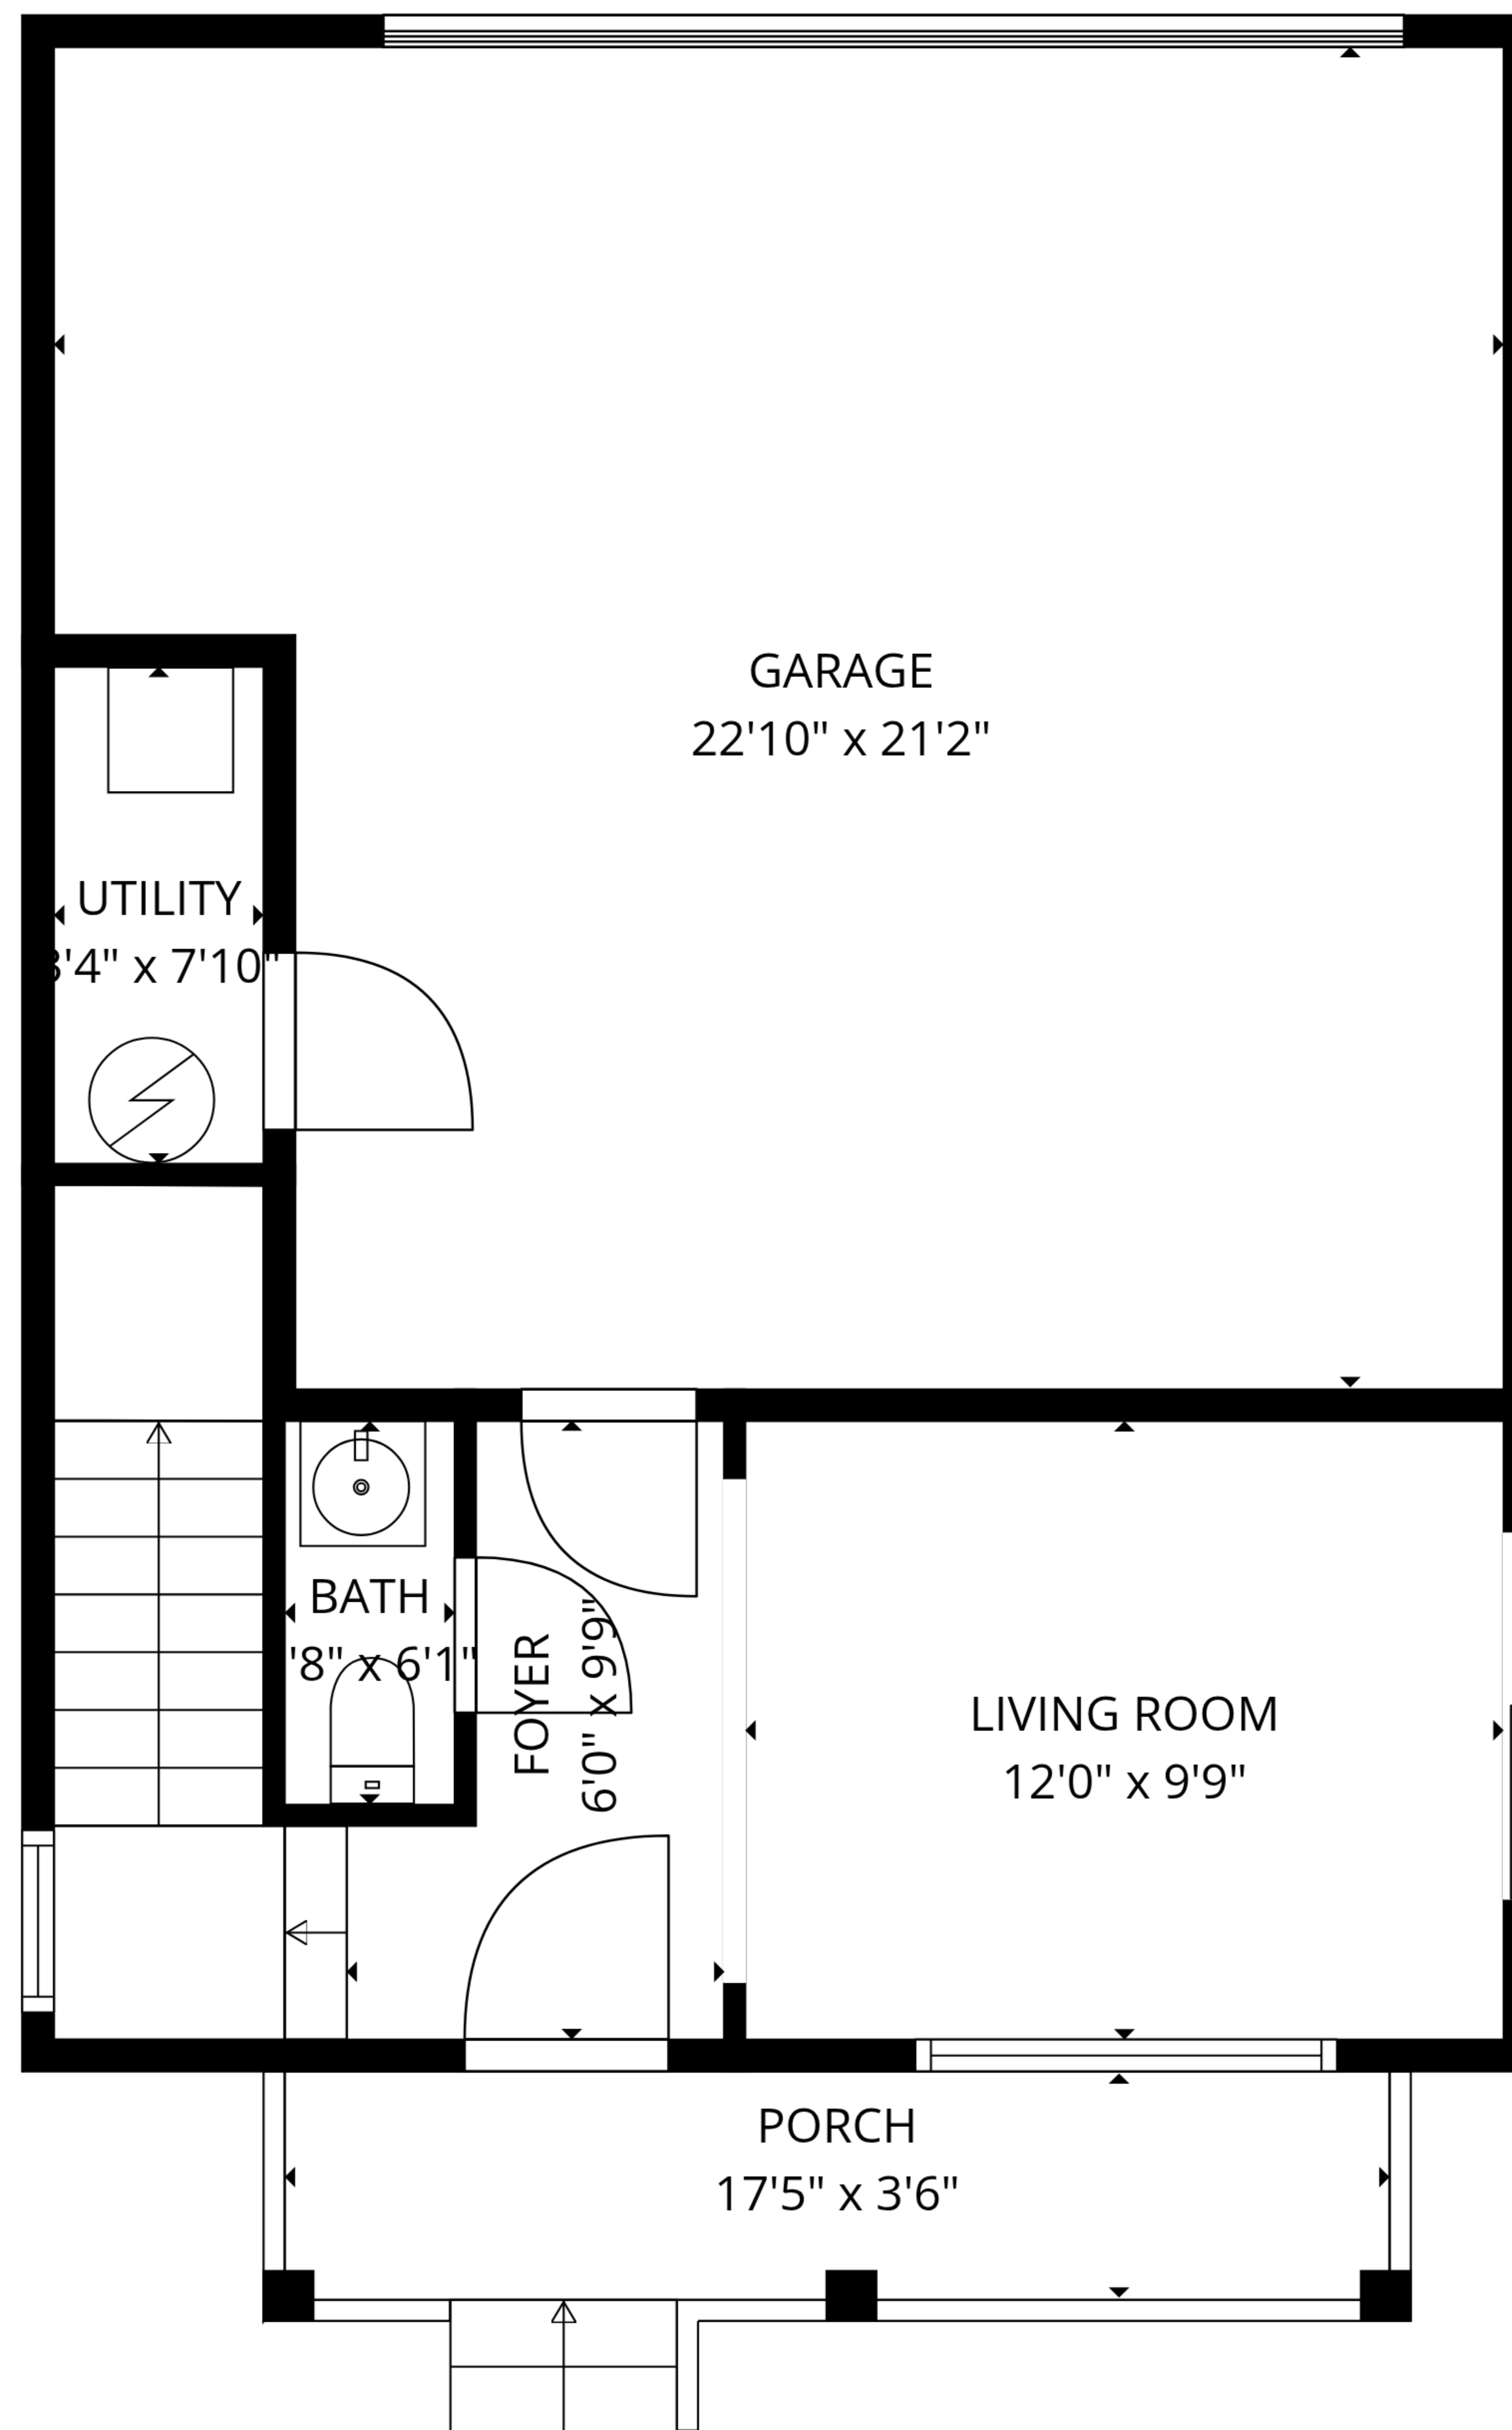 GARAGE
22'10" x 21'2"
UTILITY
3'4" x 7'10"
BATH
'8" x 6'1"
FOYER
6'0" x 9'9"
LIVING ROOM
12'0" x 9'9"
PORCH
17'5" x 3'6"